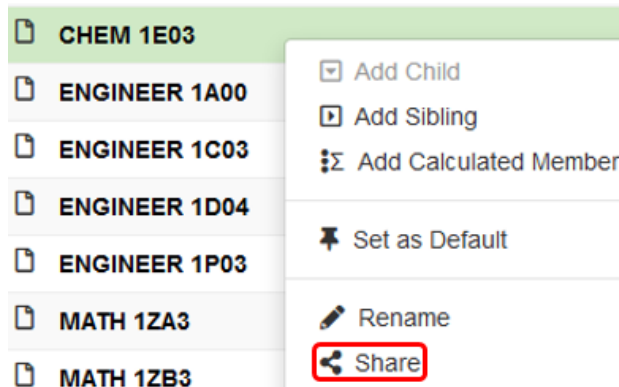 CHEM 1E03
ENGINEER 1A00
ENGINEER 1C03
ENGINEER 1D04
ENGINEER 1P03
MATH 1ZA3
MATH 1ZB3
Add Child
Add Sibling
Add Calculated Member
Set as Default
Rename
Share